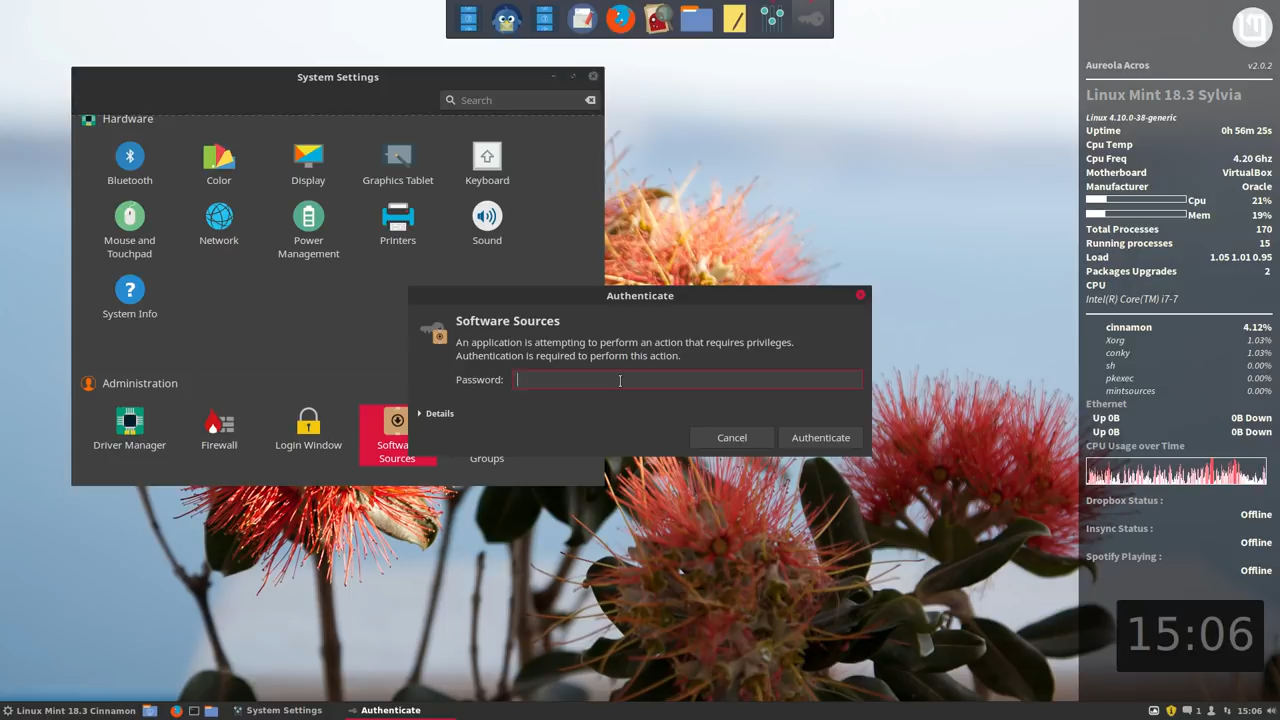 System Settings
Search
Hardware
Bluetooth
Color
Display
Graphics Tablet
Keyboard
Mouse and
Touchpad
Network
Power
Management
Printers
Sound
System Info
Administration
Driver Manager
Firewall
Login Window
Softwa
Sources
Groups
Authenticate
Software Sources
An application is attempting to perform an action that requires privileges.
Authentication is required to perform this action.
Password:
Details
Cancel
Authenticate
Aureola Acros v2.0.2
Linux Mint 18.3 Sylvia
Linux 4.10.0-38-generic
Uptime 0h 56m 25s
Cpu Temp
Cpu Freq 4.20 Ghz
Motherboard VirtualBox
Manufacturer Oracle
Cpu 21%
Mem 19%
Total Processes 170
Running processes 15
Load 1.05 1.01 0.95
Packages Upgrades 2
CPU
Intel(R) Core(TM) i7-7
cinnamon 4.12%
Xorg 1.03%
conky 1.03%
sh 0.00%
pkexec 0.00%
mintsources 0.00%
Ethernet
Up 0B 0B Down
Up 0B 0B Down
CPU Usage over Time
Dropbox Status :
Offline
Insync Status :
Offline
Spotify Playing :
Offline
15:06
Linux Mint 18.3 Cinnamon
System Settings
Authenticate
1
15:06